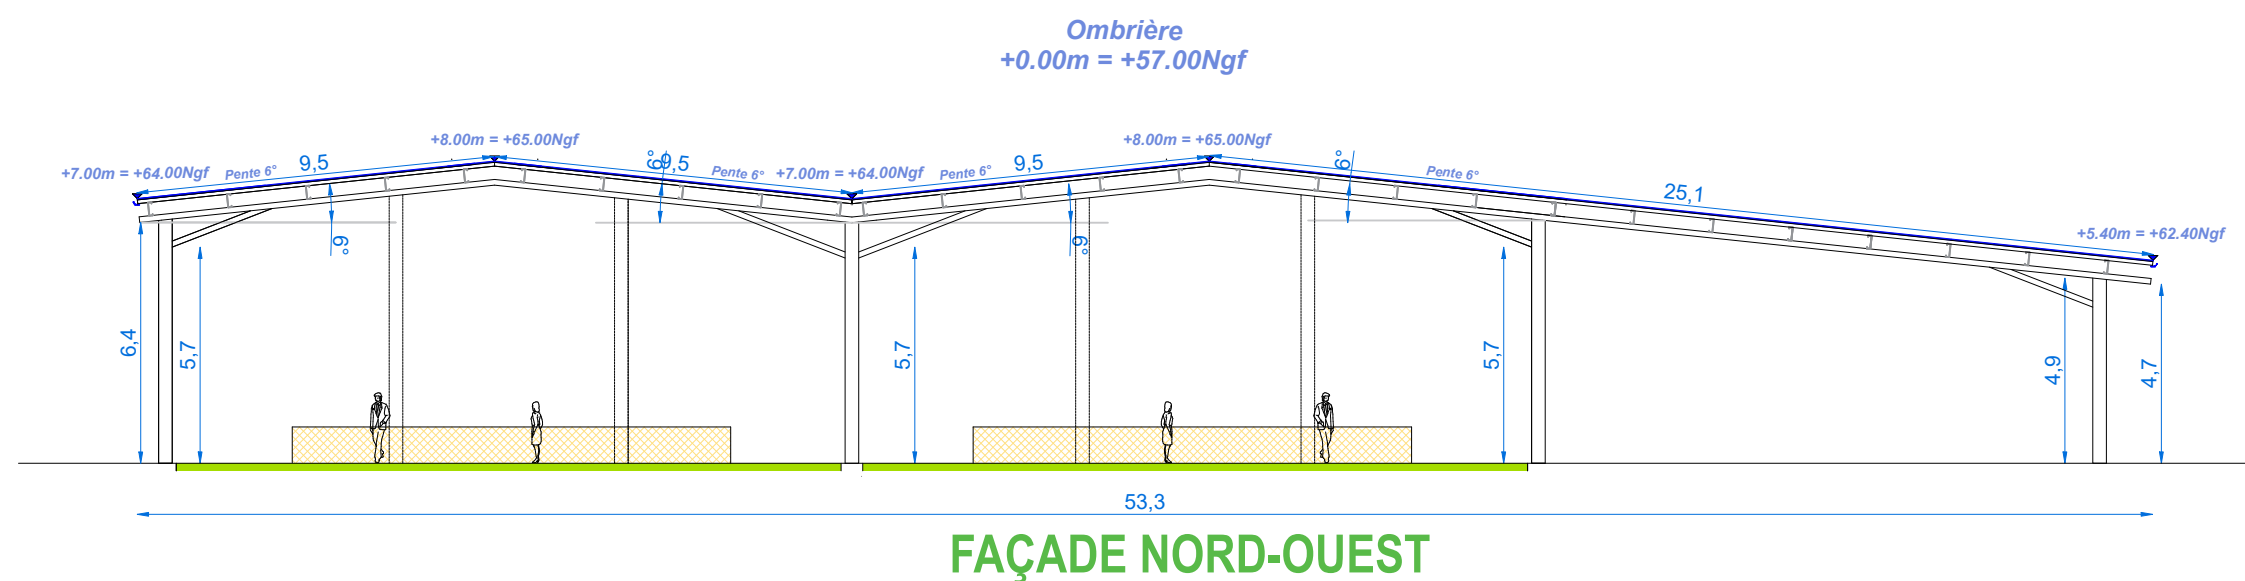 Ombrière
+0.00m = +57.00Ngf
+8.00m = +65.00Ngf
+8.00m = +65.00Ngf
+7.00m = +64.00Ngf
Pente 6°
9,5
6°
9,5
Pente 6°
+7.00m = +64.00Ngf
Pente 6°
9,5
6°
Pente 6°
25,1
+5.40m = +62.40Ngf
6°
6°
6,4
5,7
5,7
5,7
4,9
4,7
53,3
FAÇADE NORD-OUEST